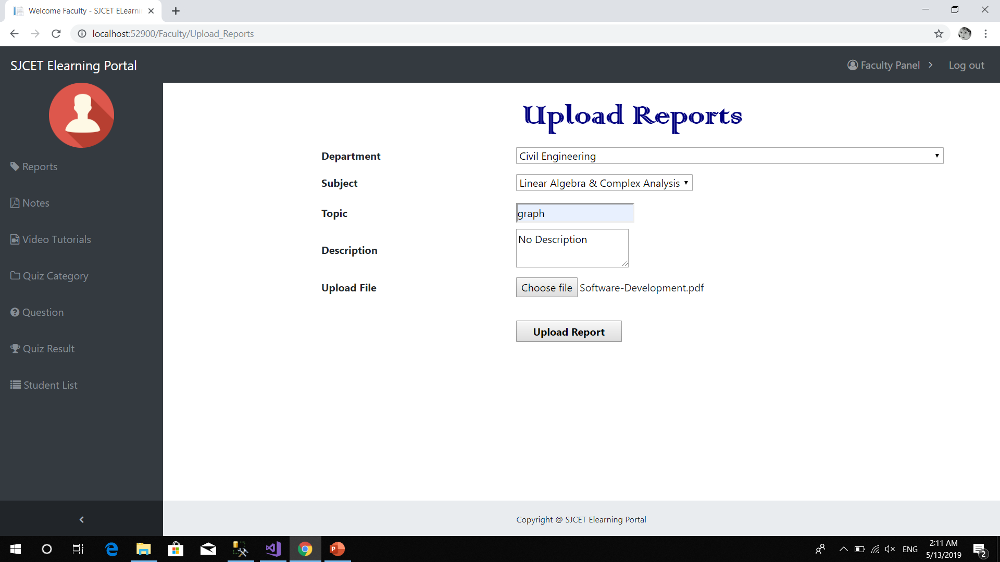 Welcome Faculty - SJCET ELearni
localhost:52900/Faculty/Upload_Reports
SJCET Elearning Portal
Faculty Panel
Log out
Upload Reports
Reports
Notes
Video Tutorials
Quiz Category
Question
Quiz Result
Student List
Department Civil Engineering
Subject Linear Algebra & Complex Analysis
Topic graph
Description No Description
Upload File Choose file Software-Development.pdf
Upload Report
Copyright @ SJCET Elearning Portal
ENG
2:11 AM
5/13/2019
2